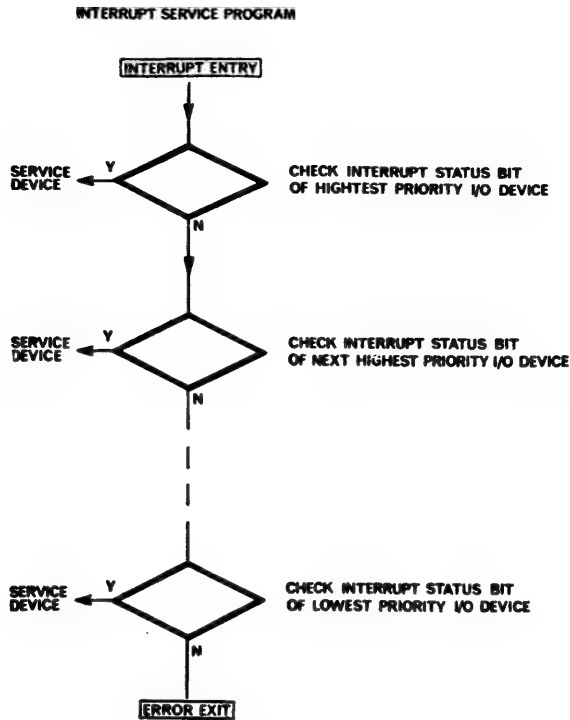 INTERRUPT SERVICE PROGRAM
INTERRUPT ENTRY
Y
SERVICE
DEVICE
CHECK INTERRUPT STATUS BIT
OF HIGHTEST PRIORITY I/O DEVICE
N
Y
SERVICE
DEVICE
CHECK INTERRUPT STATUS BIT
OF NEXT HIGHEST PRIORITY I/O DEVICE
N
Y
SERVICE
DEVICE
CHECK INTERRUPT STATUS BIT
OF LOWEST PRIORITY I/O DEVICE
N
ERROR EXIT